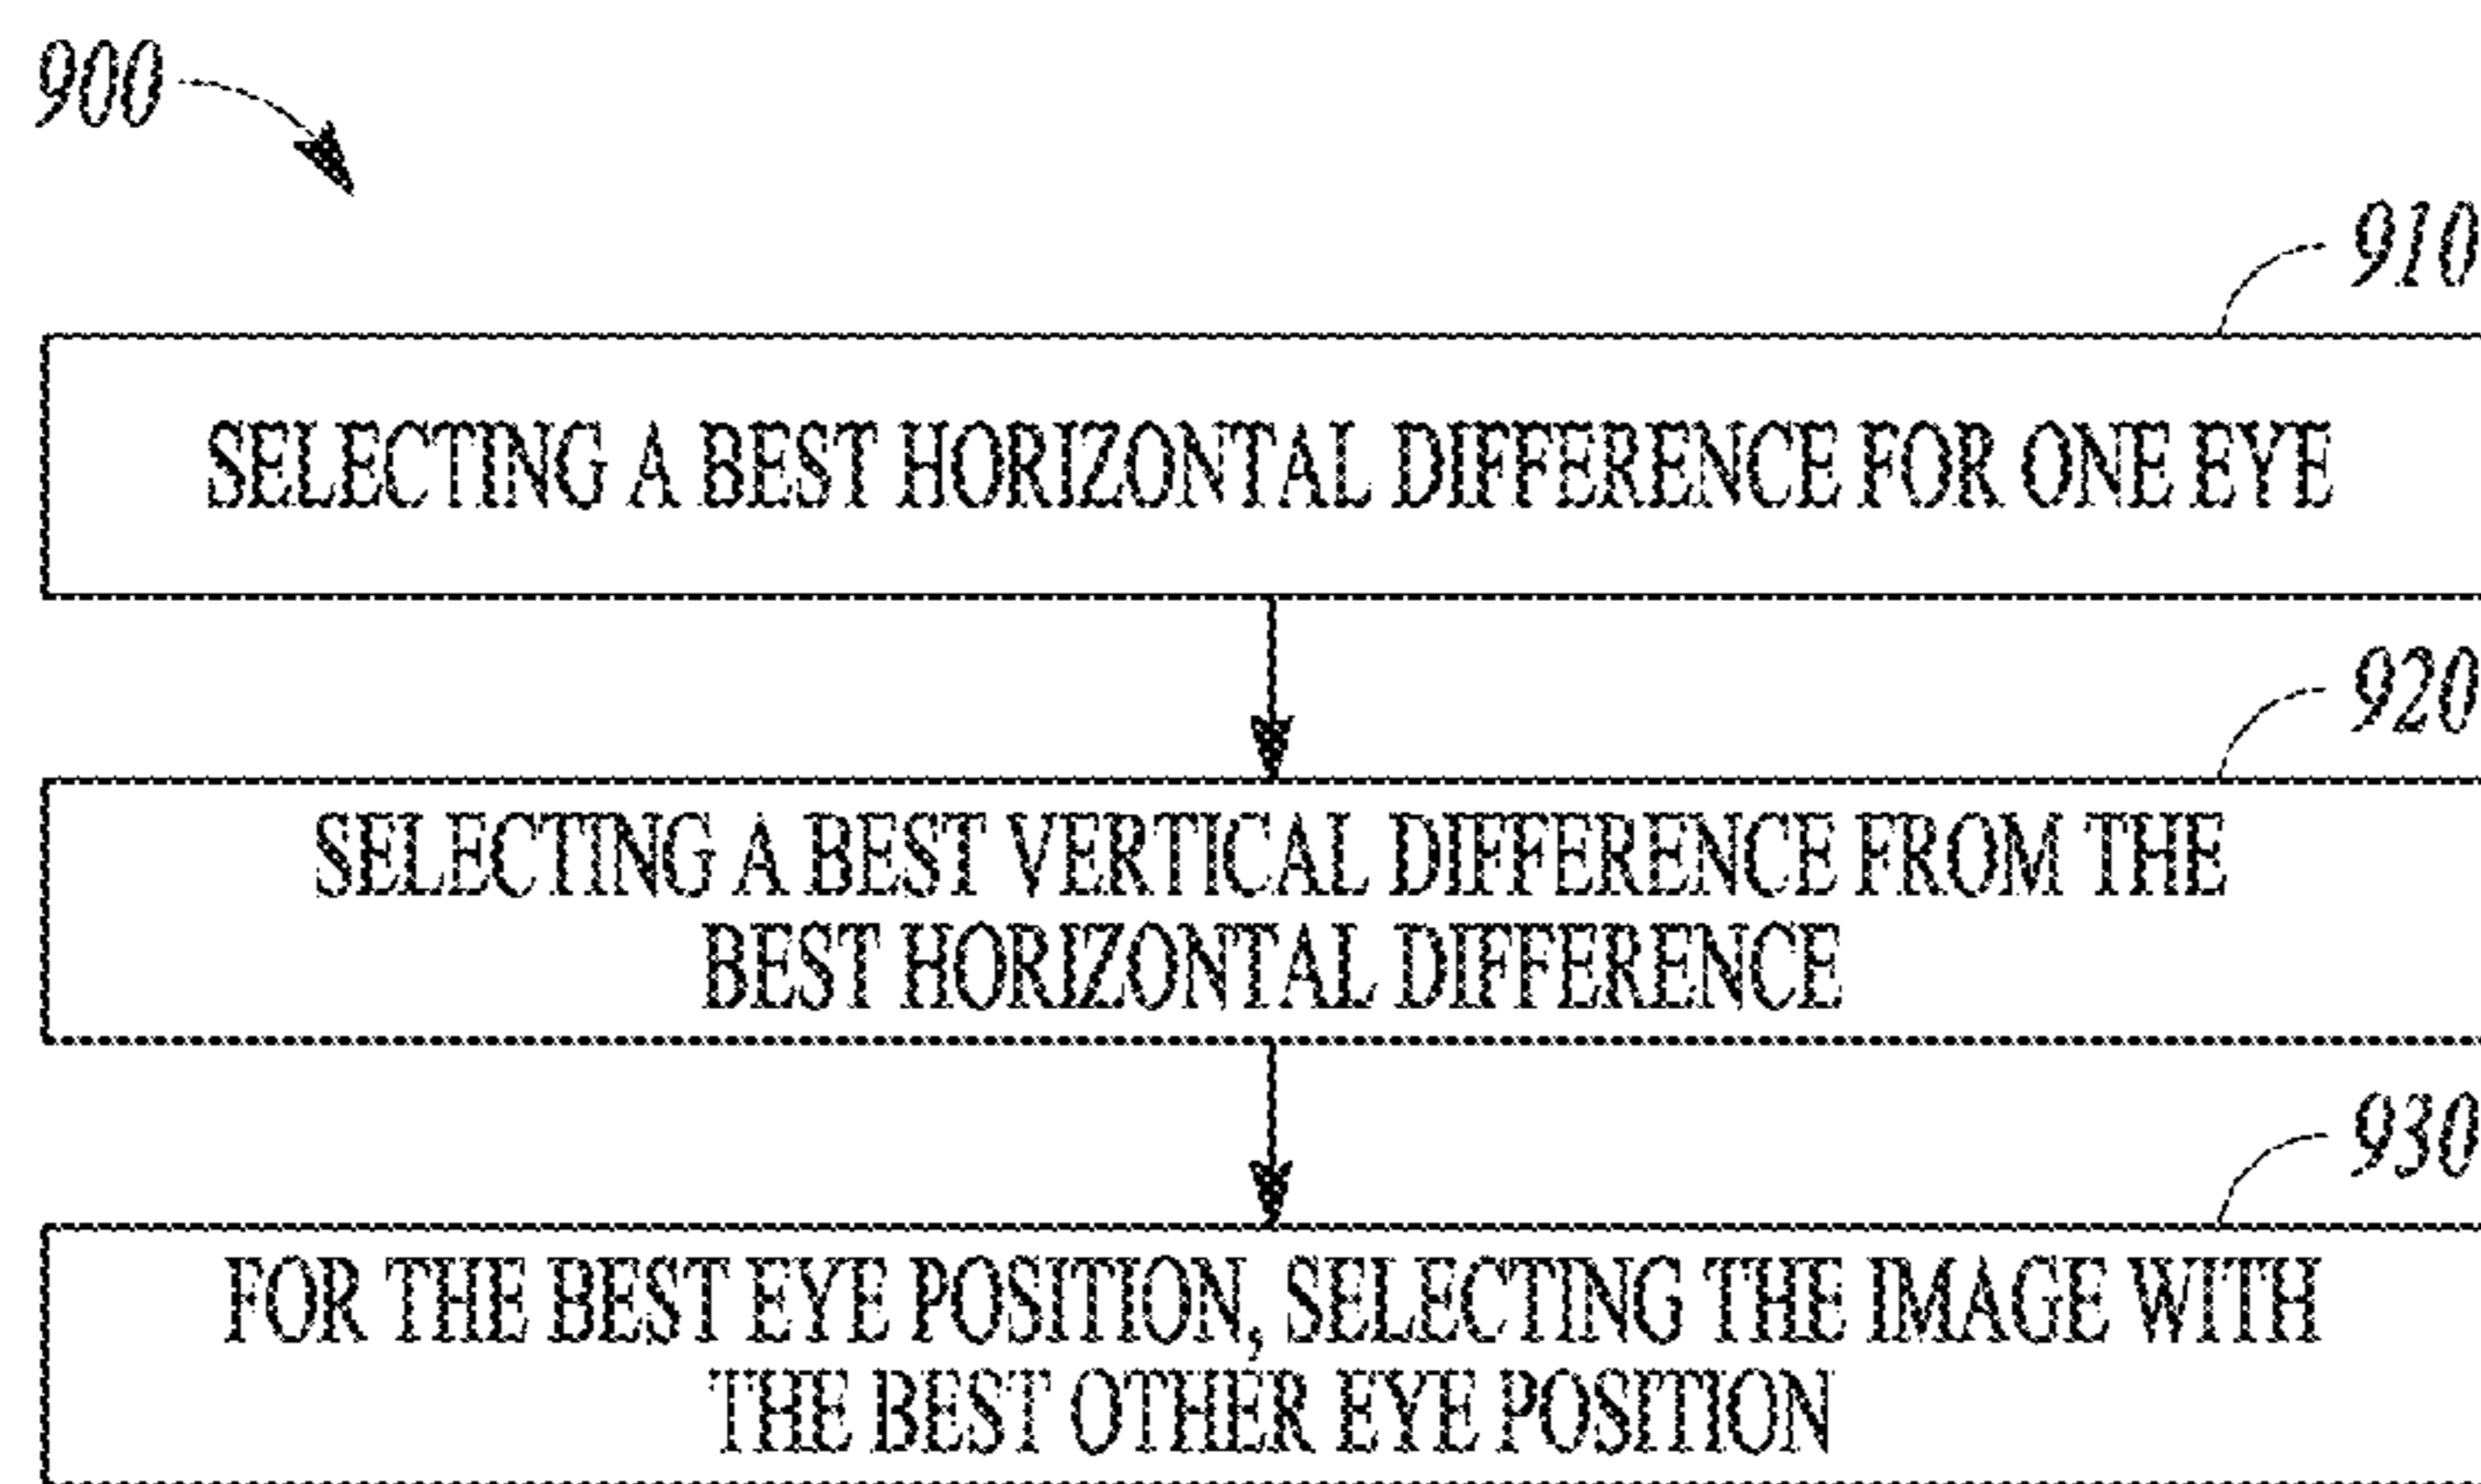 900
910
SELECTING A BEST HORIZONTAL DIFFERENCE FOR ONE EYE
920
SELECTING A BEST VERTICAL DIFFERENCE FROM THE
BEST HORIZONTAL DIFFERENCE
930
FOR THE BEST EYE POSITION, SELECTING THE IMAGE WITH
THE BEST OTHER EYE POSITION